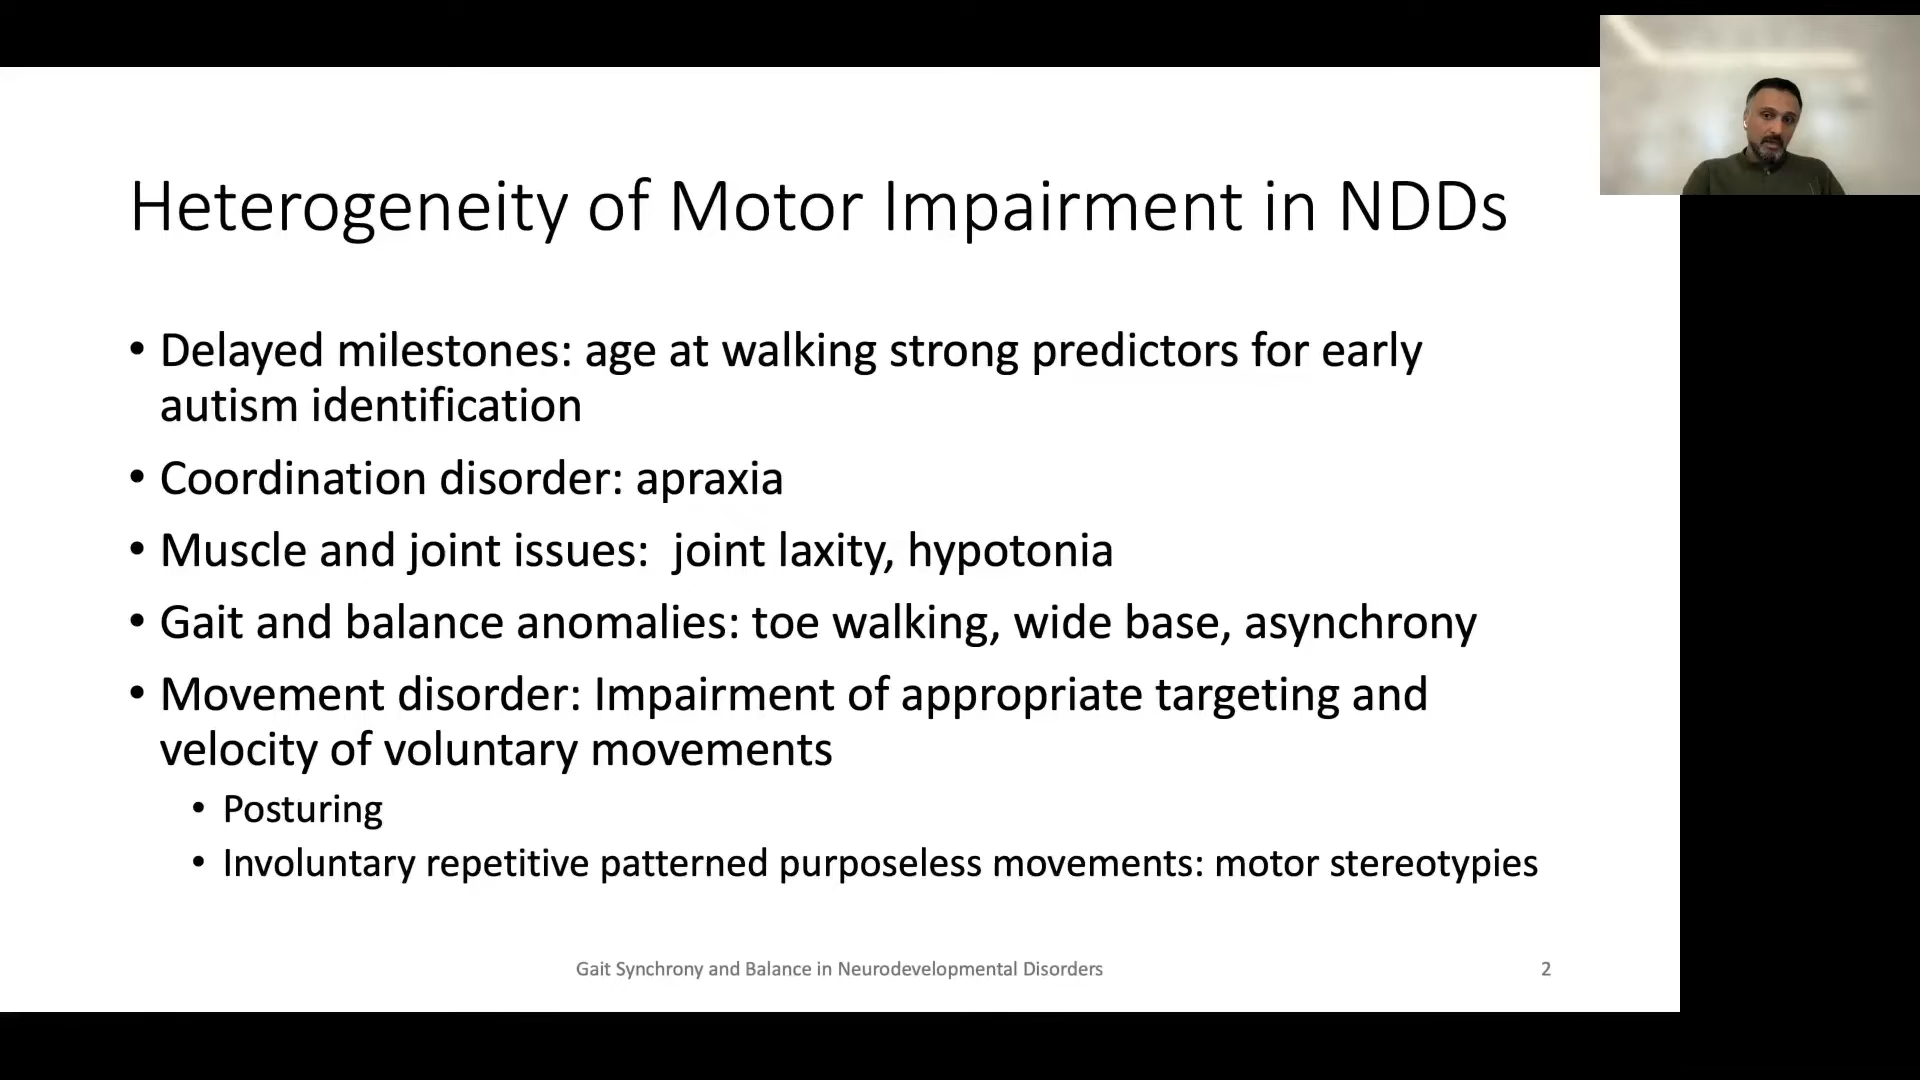 Heterogeneity of Motor Impairment in NDDs
• Delayed milestones: age at walking strong predictors for early
autism identification
• Coordination disorder: apraxia
• Muscle and joint issues:  joint laxity, hypotonia
• Gait and balance anomalies: toe walking, wide base, asynchrony
• Movement disorder: Impairment of appropriate targeting and
velocity of voluntary movements
• Posturing
• Involuntary repetitive patterned purposeless movements: motor stereotypies
Gait Synchrony and Balance in Neurodevelopmental Disorders
2